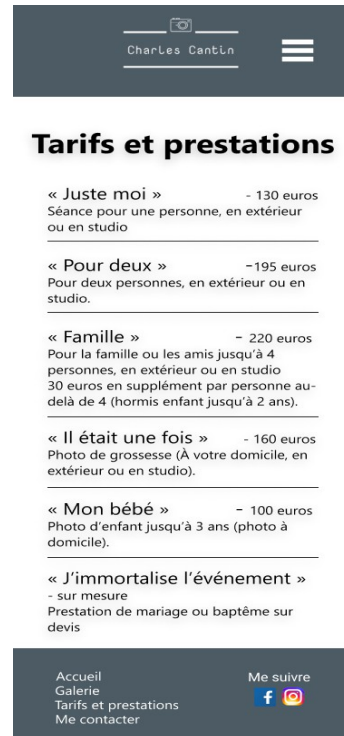 Charles Cantin
Tarifs et prestations
« Juste moi » - 130 euros
Séance pour une personne, en extérieur
ou en studio
« Pour deux » -195 euros
Pour deux personnes, en extérieur ou en
studio.
« Famille » - 220 euros
Pour la famille ou les amis jusqu'à 4
personnes, en extérieur ou en studio
30 euros en supplément par personne au-
delà de 4 (hormis enfant jusqu'à 2 ans).
« Il était une fois » - 160 euros
Photo de grossesse (À votre domicile, en
extérieur ou en studio).
« Mon bébé » - 100 euros
Photo d'enfant jusqu'à 3 ans (photo à
domicile).
« J'immortalise l'événement »
- sur mesure
Prestation de mariage ou baptême sur
devis
Accueil Me suivre
Galerie
Tarifs et prestations
Me contacter